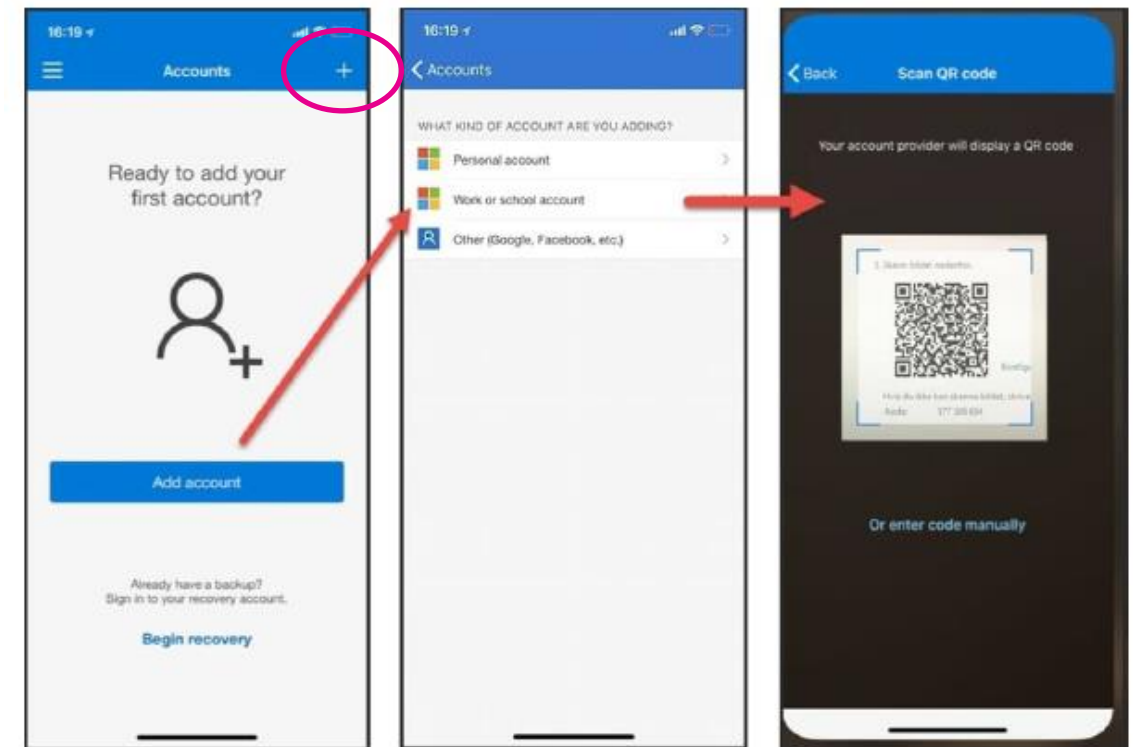 16:19
Accounts
Ready to add your
first account?
Add account
Already have a backup?
Sign in to your recovery account.
Begin recovery
16:19
Accounts
WHAT KIND OF ACCOUNT ARE YOU ADDING?
Personal account
Work or school account
Other (Google, Facebook, etc.)
Back
Scan QR code
Your account provider will display a QR code
Or enter code manually